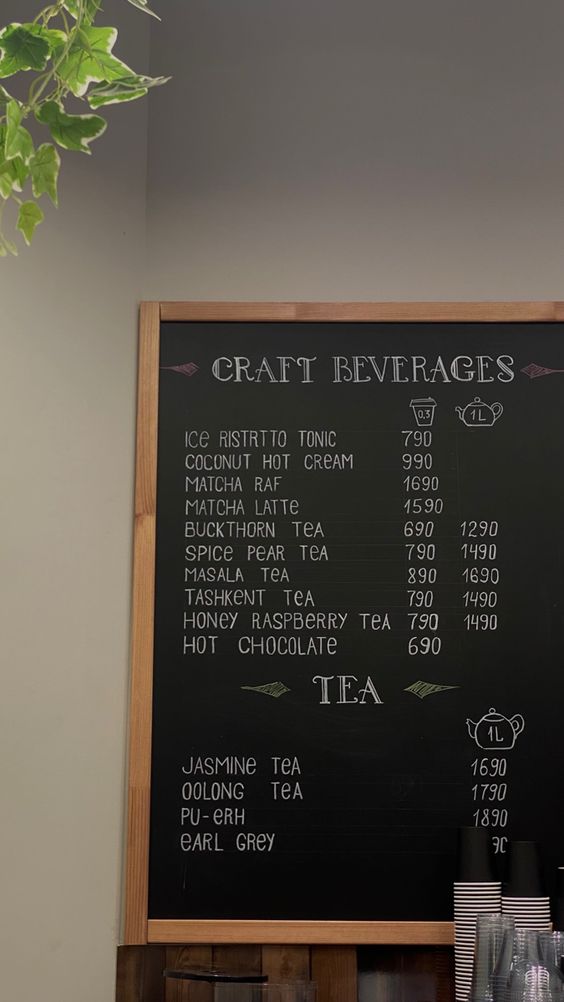 CRAFT BEVERAGES
0,3 1L
ICE RISTRTTO TONIC 790
COCONUT HOT CREAM 990
MATCHA RAF 1690
MATCHA LATTE 1590
BUCKTHORN TEA 690 1290
SPICE PEAR TEA 790 1490
MASALA TEA 890 1690
TASHKENT TEA 790 1490
HONEY RASPBERRY TEA 790 1490
HOT CHOCOLATE 690
TEA
1L
JASMINE TEA 1690
OOLONG TEA 1790
PU-ERH 1890
EARL GREY